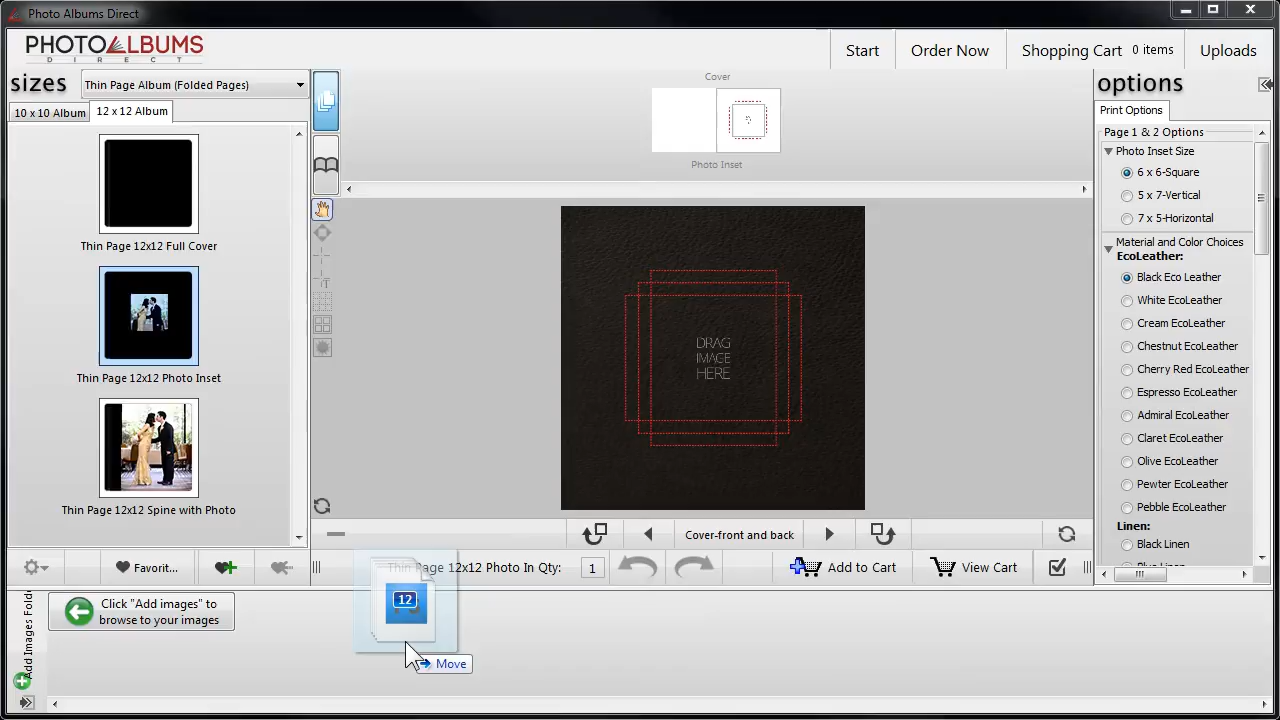 Photo Albums Direct
PHOTOALBUMS
DIRECT
Start
Order Now
Shopping Cart 0 items
Uploads
sizes
Thin Page Album (Folded Pages)
10 x 10 Album
12 x 12 Album
Thin Page 12x12 Full Cover
Thin Page 12x12 Photo Inset
Thin Page 12x12 Spine with Photo
Favorit...
Cover
Photo Inset
DRAG
IMAGE
HERE
Cover-front and back
Thin Page 12x12 Photo In Qty: 1
Add to Cart
View Cart
options
Print Options
Page 1 & 2 Options
Photo Inset Size
6 x 6-Square
5 x 7-Vertical
7 x 5-Horizontal
Material and Color Choices
EcoLeather:
Black Eco Leather
White EcoLeather
Cream EcoLeather
Chestnut EcoLeather
Cherry Red EcoLeather
Espresso EcoLeather
Admiral EcoLeather
Claret EcoLeather
Olive EcoLeather
Pewter EcoLeather
Pebble EcoLeather
Linen:
Black Linen
Add Images Fold
Click "Add images" to
browse to your images
12
Move